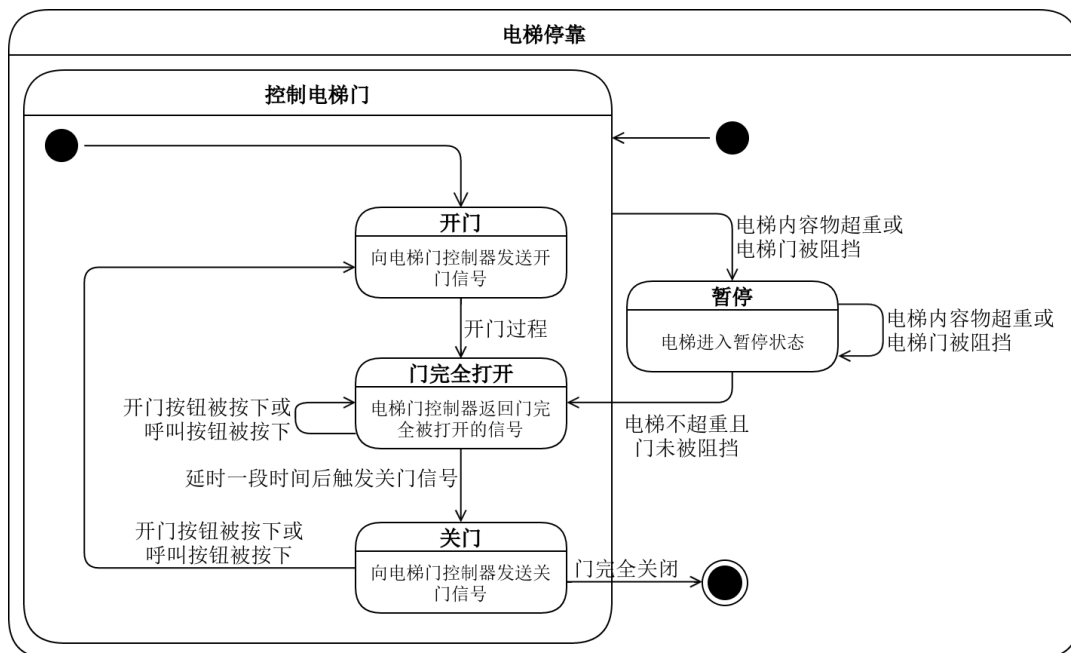 电梯停靠
控制电梯门
开门
向电梯门控制器发送开
门信号
电梯内容物超重或
电梯门被阻挡
暂停
电梯进入暂停状态
电梯内容物超重或
电梯门被阻挡
开门过程
门完全打开
电梯门控制器返回门完
全被打开的信号
开门按钮被按下或
呼叫按钮被按下
电梯不超重且
门未被阻挡
延时一段时间后触发关门信号
关门
向电梯门控制器发送关
门信号
开门按钮被按下或
呼叫按钮被按下
门完全关闭